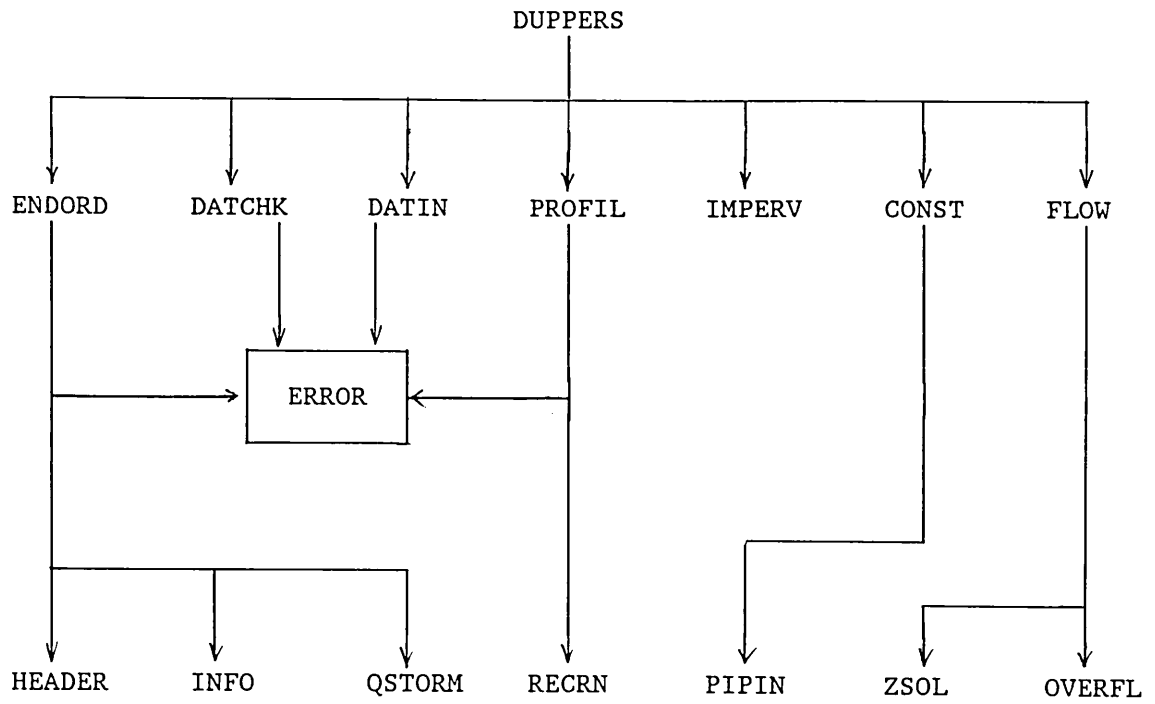 DUPPERS
ENDORD DATCHK DATIN PROFIL IMPERV CONST FLOW
ERROR
HEADER INFO QSTORM RECRN PIPIN ZSOL OVERFL